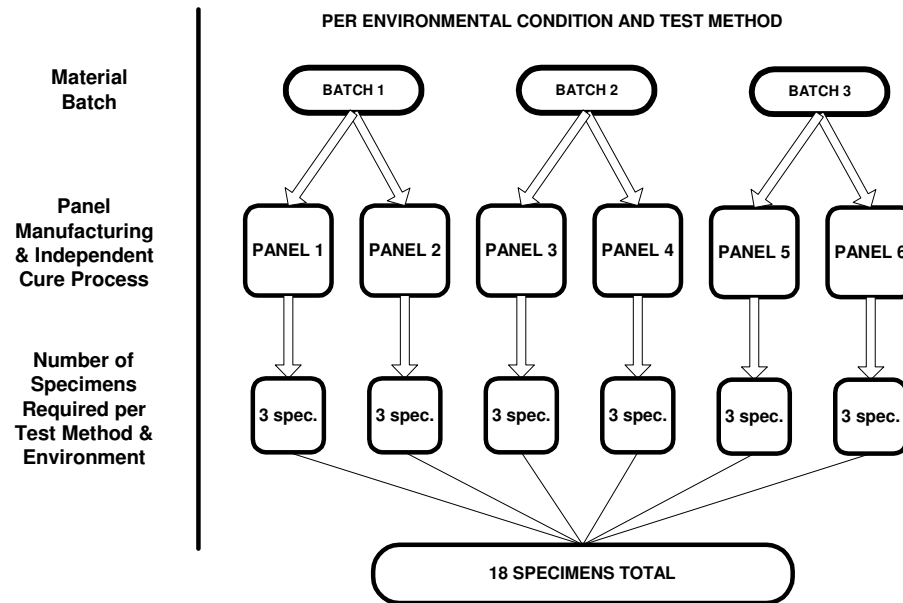 PER ENVIRONMENTAL CONDITION AND TEST METHOD
Material
Batch
BATCH 1
BATCH 2
BATCH 3
Panel
Manufacturing
& Independent
Cure Process
PANEL 1
PANEL 2
PANEL 3
PANEL 4
PANEL 5
PANEL 6
Number of
Specimens
Required per
Test Method &
Environment
3 spec.
3 spec.
3 spec.
3 spec.
3 spec.
3 spec.
18 SPECIMENS TOTAL